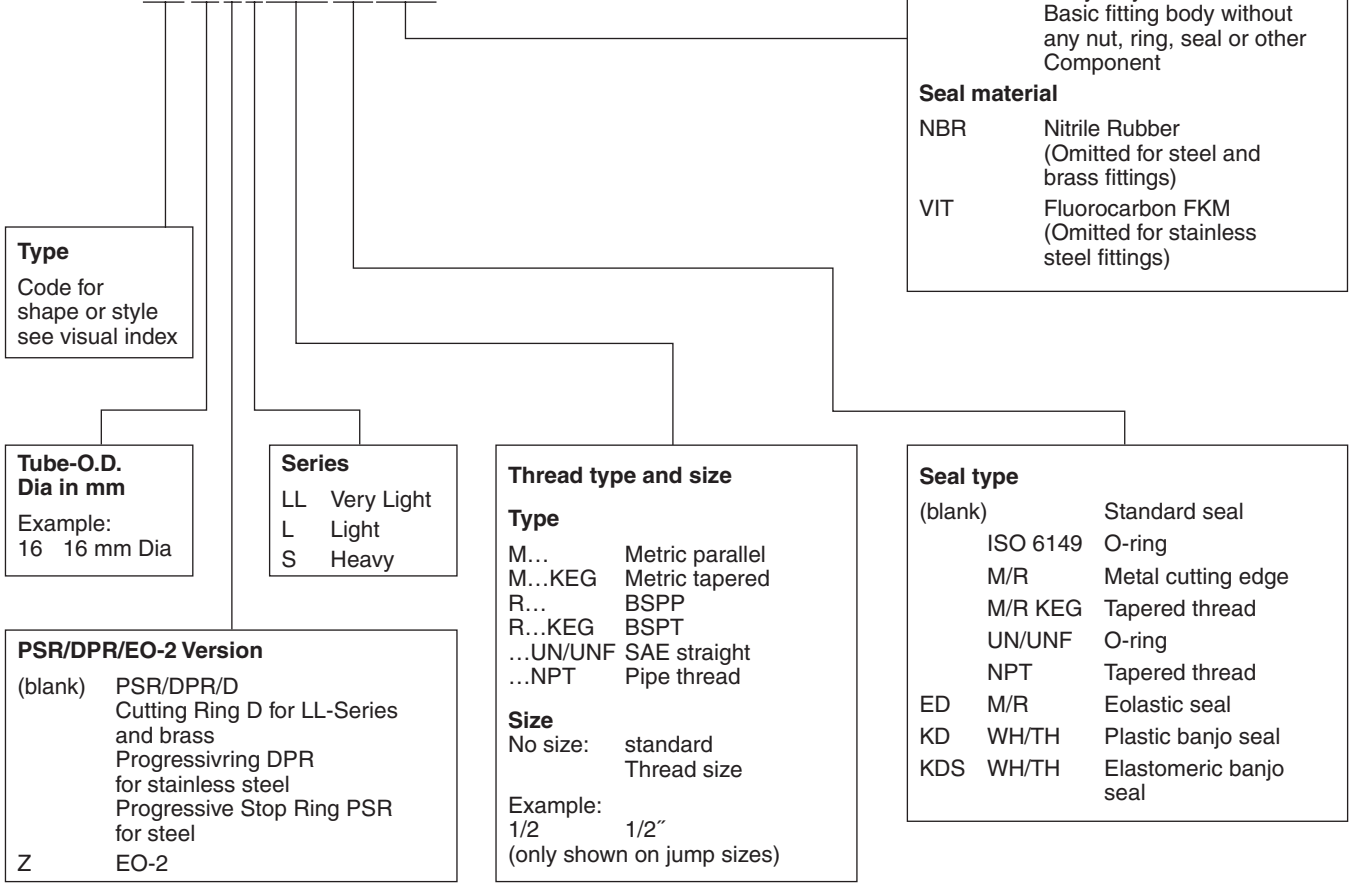 Basic fitting body without
any nut, ring, seal or other
Component
Seal material
NBR Nitrile Rubber
(Omitted for steel and
brass fittings)
VIT Fluorocarbon FKM
(Omitted for stainless
steel fittings)
Type
Code for
shape or style
see visual index
Tube-O.D.
Dia in mm
Example:
16 16 mm Dia
Series
LL Very Light
L Light
S Heavy
PSR/DPR/EO-2 Version
(blank) PSR/DPR/D
Cutting Ring D for LL-Series
and brass
Progressivring DPR
for stainless steel
Progressive Stop Ring PSR
for steel
Z EO-2
Thread type and size
Type
M… Metric parallel
M…KEG Metric tapered
R… BSPP
R…KEG BSPT
…UN/UNF SAE straight
…NPT Pipe thread
Size
No size: standard
Thread size
Example:
1/2 1/2″
(only shown on jump sizes)
Seal type
(blank) Standard seal
ISO 6149 O-ring
M/R Metal cutting edge
M/R KEG Tapered thread
UN/UNF O-ring
NPT Tapered thread
ED M/R Eolastic seal
KD WH/TH Plastic banjo seal
KDS WH/TH Elastomeric banjo
seal